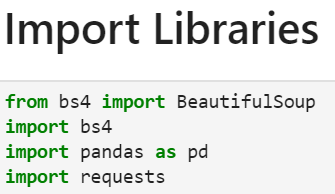 Import Libraries
from bs4 import BeautifulSoup
import bs4
import pandas as pd
import requests